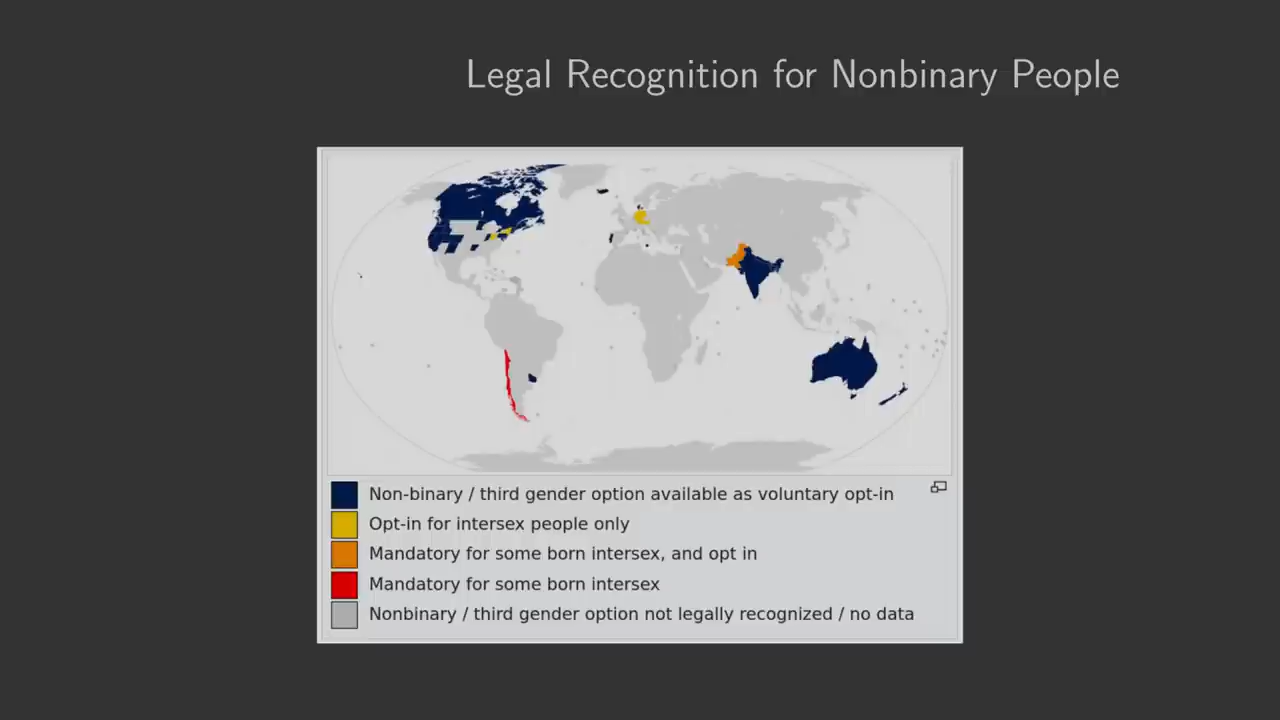 Legal Recognition for Nonbinary People
Non-binary / third gender option available as voluntary opt-in
Opt-in for intersex people only
Mandatory for some born intersex, and opt in
Mandatory for some born intersex
Nonbinary / third gender option not legally recognized / no data